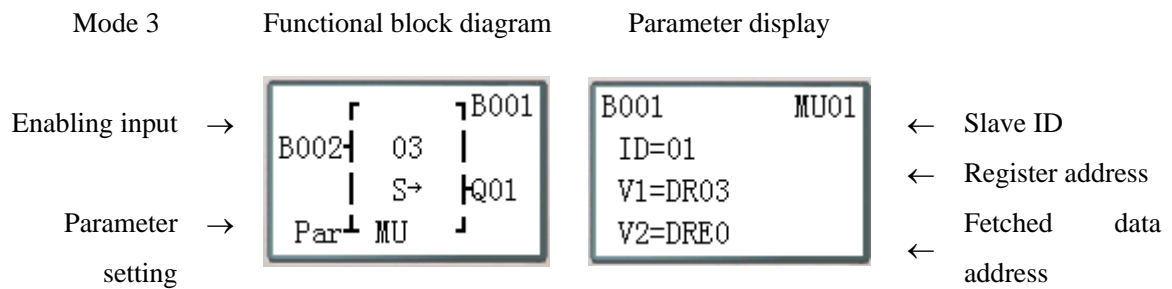 Mode 3 Functional block diagram Parameter display
Enabling input →
B001
B002 03
S→ Q01
Par MU
Parameter →
setting
B001 MU01
ID=01
V1=DR03
V2=DRE0
← Slave ID
← Register address
Fetched data
←
address